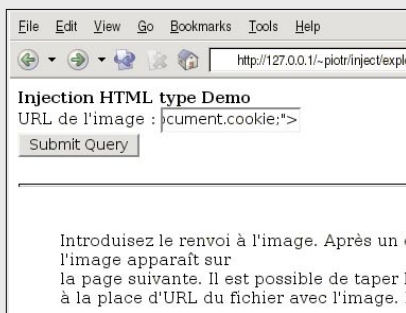 File Edit View Go Bookmarks Tools Help
http://127.0.0.1/~piotr/inject/expl
Injection HTML type Demo
URL de l'image : ocument.cookie;">
Submit Query
Introduisez le renvoi à l'image. Après un
l'image apparaît sur
la page suivante. Il est possible de taper
à la place d'URL du fichier avec l'image.